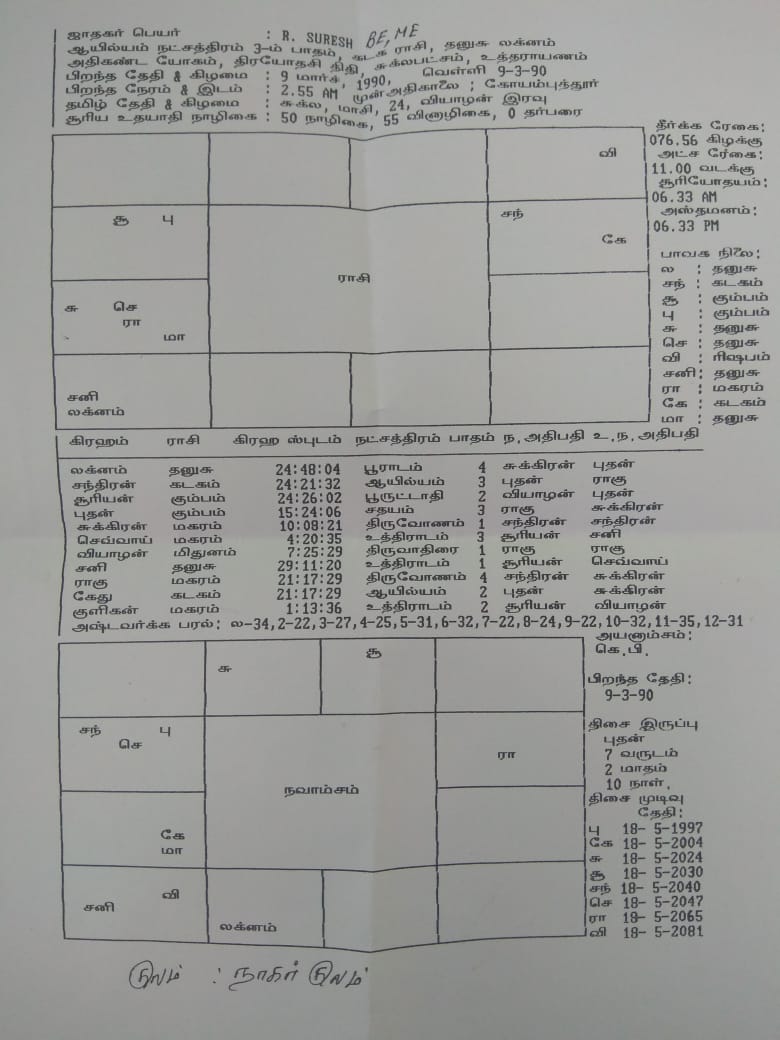 ஜாதகர் பெயர் : R. SURESH BE, ME
ஆயில்யம் நட்சத்திரம் 3-ம் பாதம், கடக ராசி, தனுசு லக்னம்
அதிகண்ட யோகம், திரயோதசி திதி, சுக்லபட்சம், உத்தராயணம்
பிறந்த தேதி & கிழமை : 9 மார்ச், 1990, வெள்ளி 9-3-90
பிறந்த நேரம் & இடம் : 2.55 AM முன்அதிகாலை ; கோயம்புத்தூர்
தமிழ் தேதி & கிழமை : சுக்ல, மாசி, 24, வியாழன் இரவு
சூரிய உதயாதி நாழிகை : 50 நாழிகை, 55 வினாழிகை, 0 தர்பரை
தீர்க்க ரேகை:
076.56 கிழக்கு
அட்ச ரேகை:
11.00 வடக்கு
சூரியோதயம்:
06.33 AM
அஸ்தமனம்:
06.33 PM
வி
சூ பு
சந்
கே
ராசி
சு செ
ரா
மா
சனி
லக்னம்
பாவக நிலை:
ல : தனுசு
சந் : கடகம்
சூ : கும்பம்
பு : கும்பம்
சு : தனுசு
செ : தனுசு
வி : ரிஷபம்
சனி: தனுசு
ரா : மகரம்
கே : கடகம்
மா : தனுசு
கிரஹம் ராசி கிரஹ ஸ்புடம் நட்சத்திரம் பாதம் ந,அதிபதி உ,ந,அதிபதி
லக்னம் தனுசு 24:48:04 பூராடம் 4 சுக்கிரன் புதன்
சந்திரன் கடகம் 24:21:32 ஆயில்யம் 3 புதன் ராகு
சூரியன் கும்பம் 24:26:02 பூருட்டாதி 2 வியாழன் புதன்
புதன் கும்பம் 15:24:06 சதயம் 3 ராகு சுக்கிரன்
சுக்கிரன் மகரம் 10:08:21 திருவோணம் 1 சந்திரன் சந்திரன்
செவ்வாய் மகரம் 4:20:35 உத்திராடம் 3 சூரியன் சனி
வியாழன் மிதுனம் 7:25:29 திருவாதிரை 1 ராகு ராகு
சனி தனுசு 29:11:20 உத்திராடம் 1 சூரியன் செவ்வாய்
ராகு மகரம் 21:17:29 திருவோணம் 4 சந்திரன் சுக்கிரன்
கேது கடகம் 21:17:29 ஆயில்யம் 2 புதன் சுக்கிரன்
குளிகன் மகரம் 1:13:36 உத்திராடம் 2 சூரியன் வியாழன்
அஷ்டவர்க்க பரல்: ல-34,2-22,3-27,4-25,5-31,6-32,7-22,8-24,9-22,10-32,11-35,12-31
சு
சூ
சந் பு
செ
ரா
நவாம்சம்
கே
மா
வி
சனி
லக்னம்
அயனாம்சம்:
கெ.பி.
பிறந்த தேதி:
9-3-90
திசை இருப்பு
புதன்
7 வருடம்
2 மாதம்
10 நாள்.
திசை முடிவு
தேதி:
பு 18- 5-1997
கே 18- 5-2004
சு 18- 5-2024
சூ 18- 5-2030
சந் 18- 5-2040
செ 18- 5-2047
ரா 18- 5-2065
வி 18- 5-2081
குலம் : நாகர் குலம்